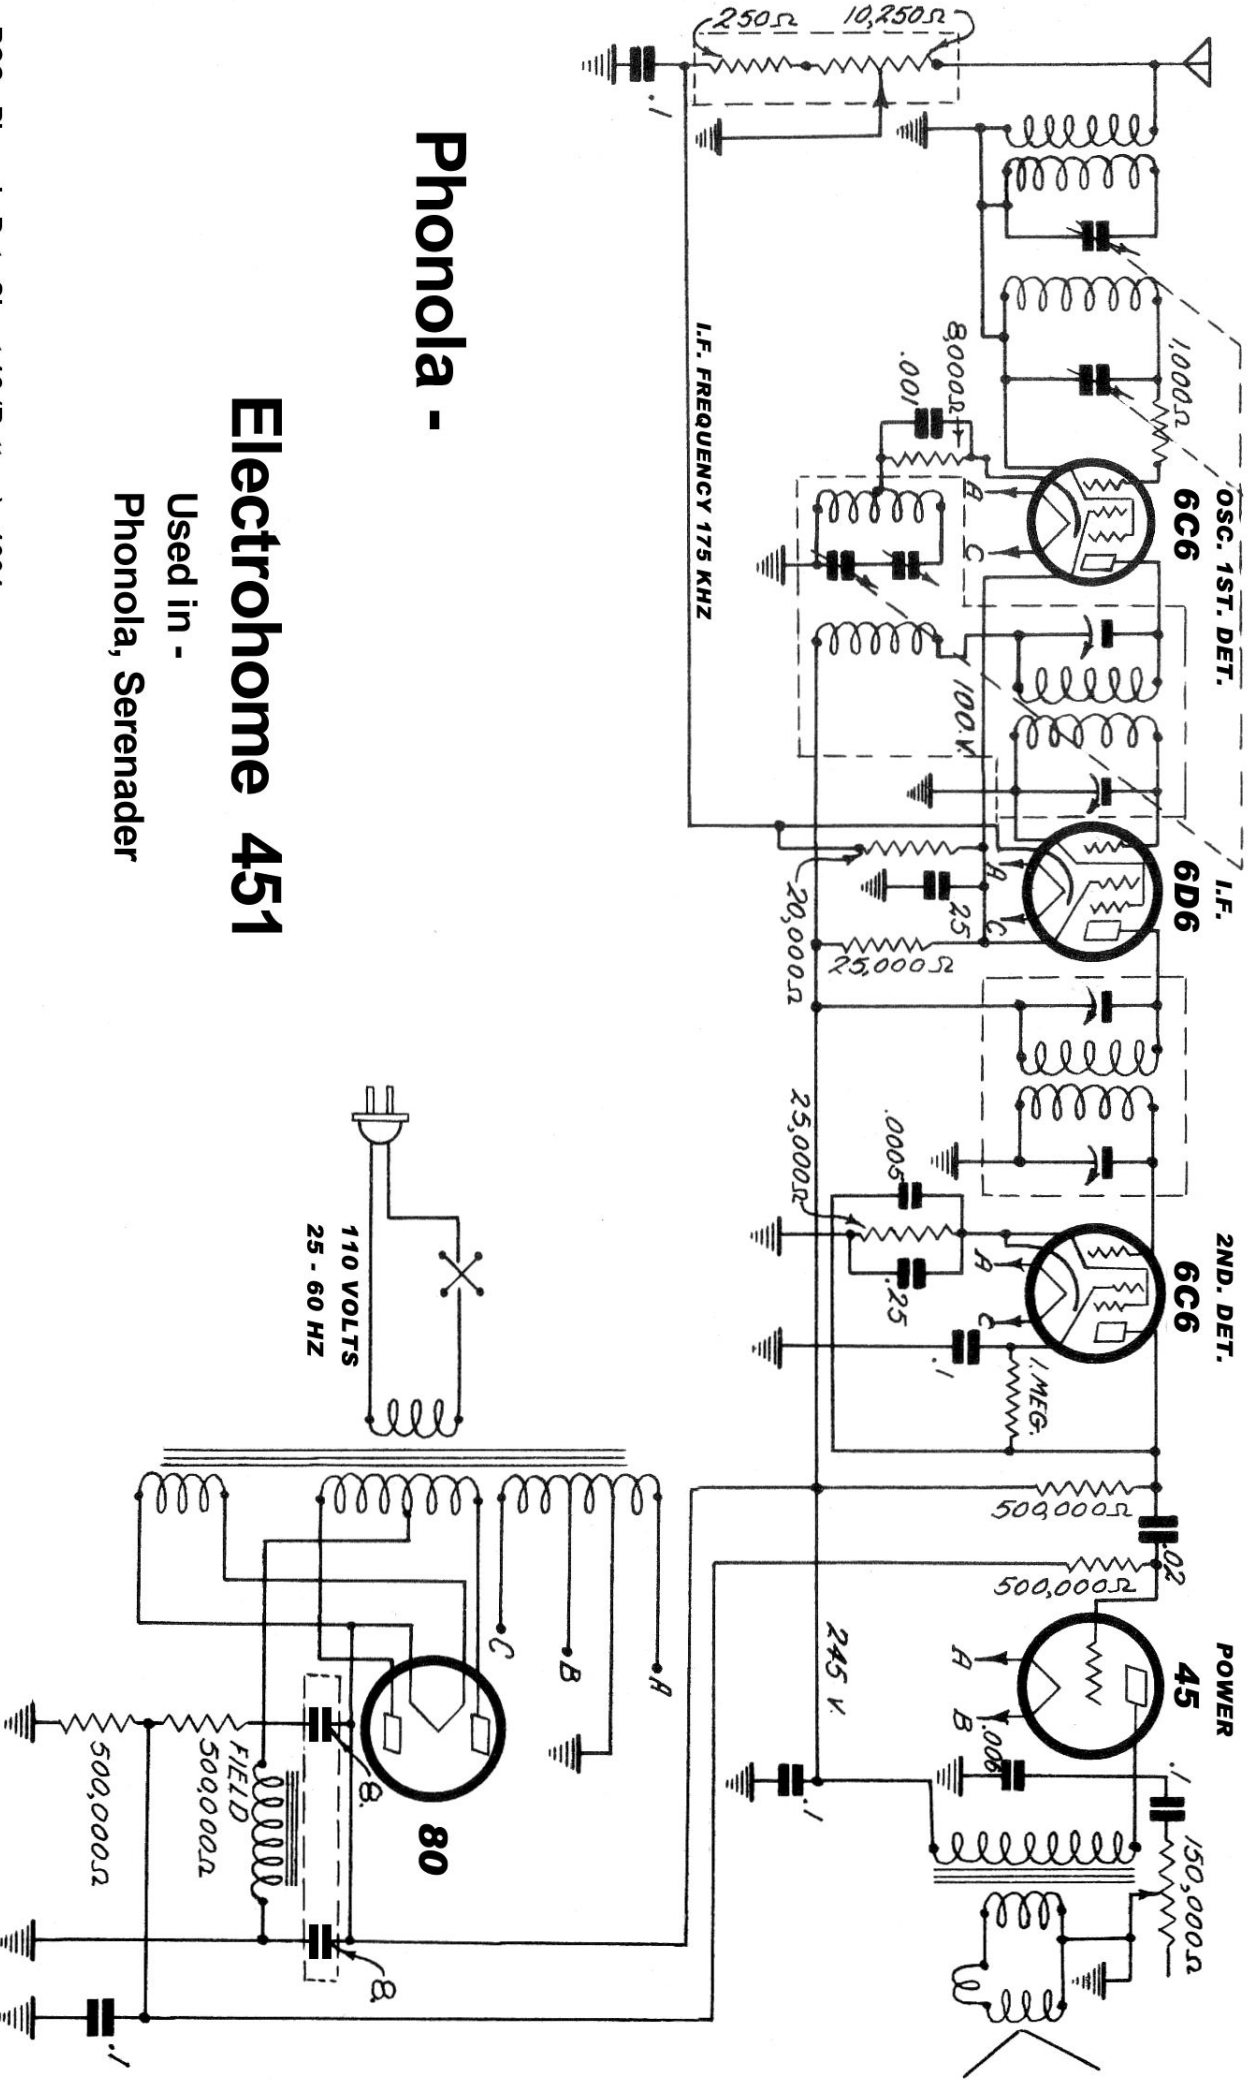 250Ω
10,250Ω
.1
I.F. FREQUENCY 175 KHZ
8,000Ω
.001
1,000Ω
OSC. 1ST. DET.
6C6
A
C
100.V.
I.F.
6D6
A
C
.25
20,000Ω
25,000Ω
2ND. DET.
6C6
A
C
.0005
25,000Ω
.25
.1
1. MEG.
500,000Ω
.02
500,000Ω
POWER
45
A
B
.006
.1
150,000Ω
245 V.
.1
Phonola -
Electrohome 451
Used in -
Phonola, Serenader
110 VOLTS
25 - 60 HZ
A
B
C
80
8.
8.
FIELD
500,000Ω
500,000Ω
.1